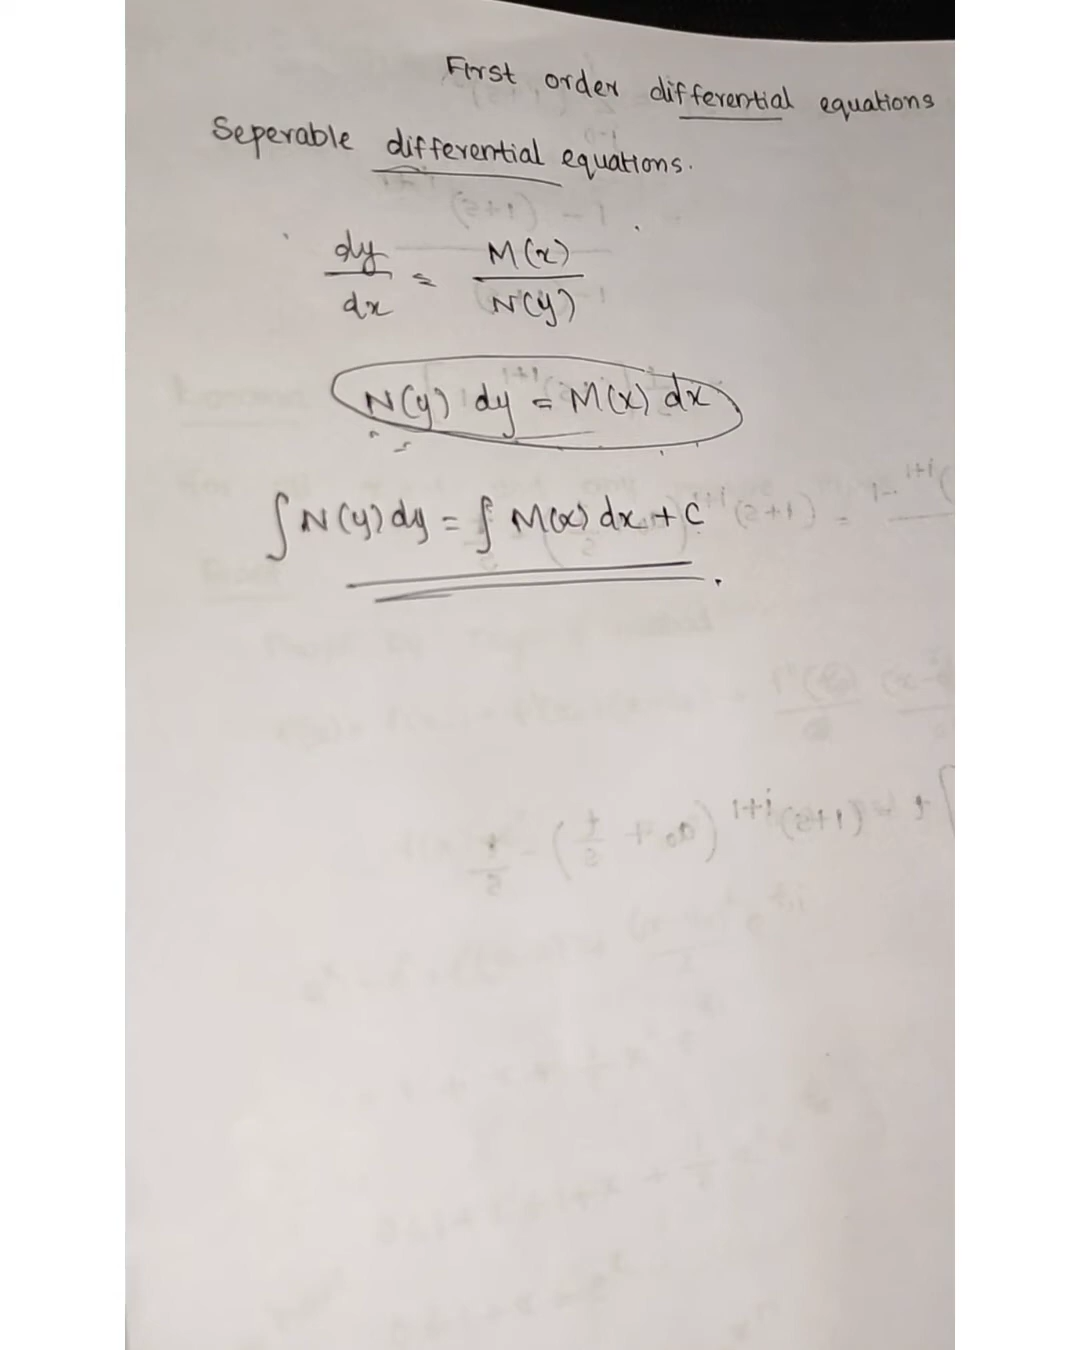 First order differential equations
Seperable differential equations.
dy/dx = M(x)/N(y)
N(y) dy = M(x) dx
∫ N(y) dy = ∫ M(x) dx + C